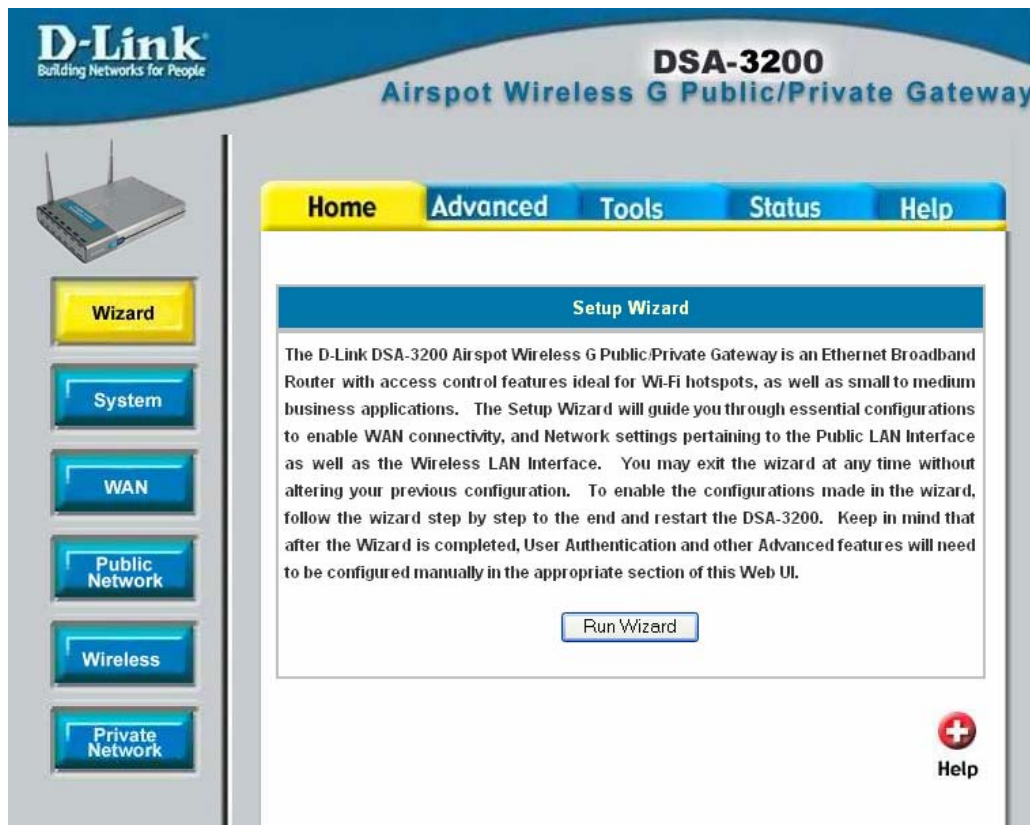 D-Link
Building Networks for People
DSA-3200
Airspot Wireless G Public/Private Gateway
Home
Advanced
Tools
Status
Help
Wizard
System
WAN
Public
Network
Wireless
Private
Network
Setup Wizard
The D-Link DSA-3200 Airspot Wireless G Public/Private Gateway is an Ethernet Broadband
Router with access control features ideal for Wi-Fi hotspots, as well as small to medium
business applications. The Setup Wizard will guide you through essential configurations
to enable WAN connectivity, and Network settings pertaining to the Public LAN Interface
as well as the Wireless LAN Interface. You may exit the wizard at any time without
altering your previous configuration. To enable the configurations made in the wizard,
follow the wizard step by step to the end and restart the DSA-3200. Keep in mind that
after the Wizard is completed, User Authentication and other Advanced features will need
to be configured manually in the appropriate section of this Web UI.
Run Wizard
Help